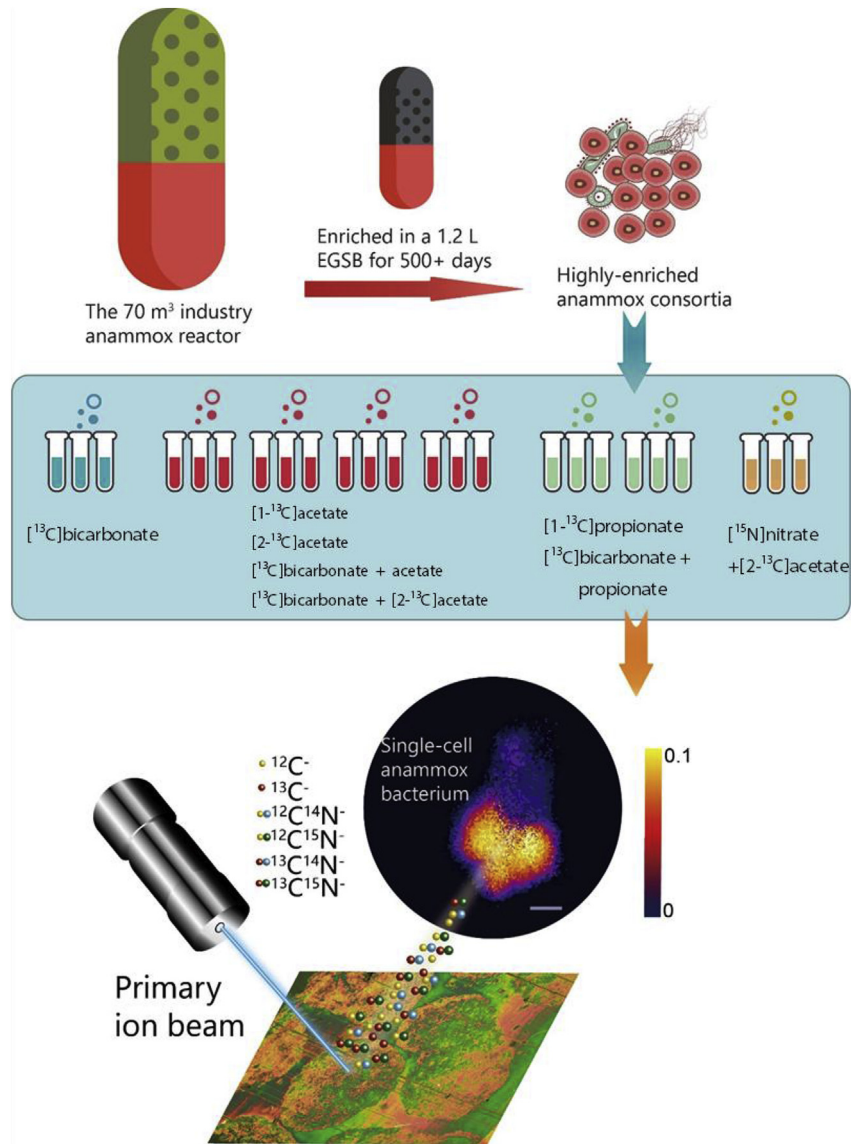 The 70 m³ industry
anammox reactor
Enriched in a 1.2 L
EGSB for 500+ days
Highly-enriched
anammox consortia
[¹³C]bicarbonate
[1-¹³C]acetate
[2-¹³C]acetate
[¹³C]bicarbonate + acetate
[¹³C]bicarbonate + [2-¹³C]acetate
[1-¹³C]propionate
[¹³C]bicarbonate +
propionate
[¹⁵N]nitrate
+[2-¹³C]acetate
¹²C⁻
¹³C⁻
¹²C¹⁴N⁻
¹²C¹⁵N⁻
¹³C¹⁴N⁻
¹³C¹⁵N⁻
Single-cell
anammox
bacterium
0.1
0
Primary
ion beam